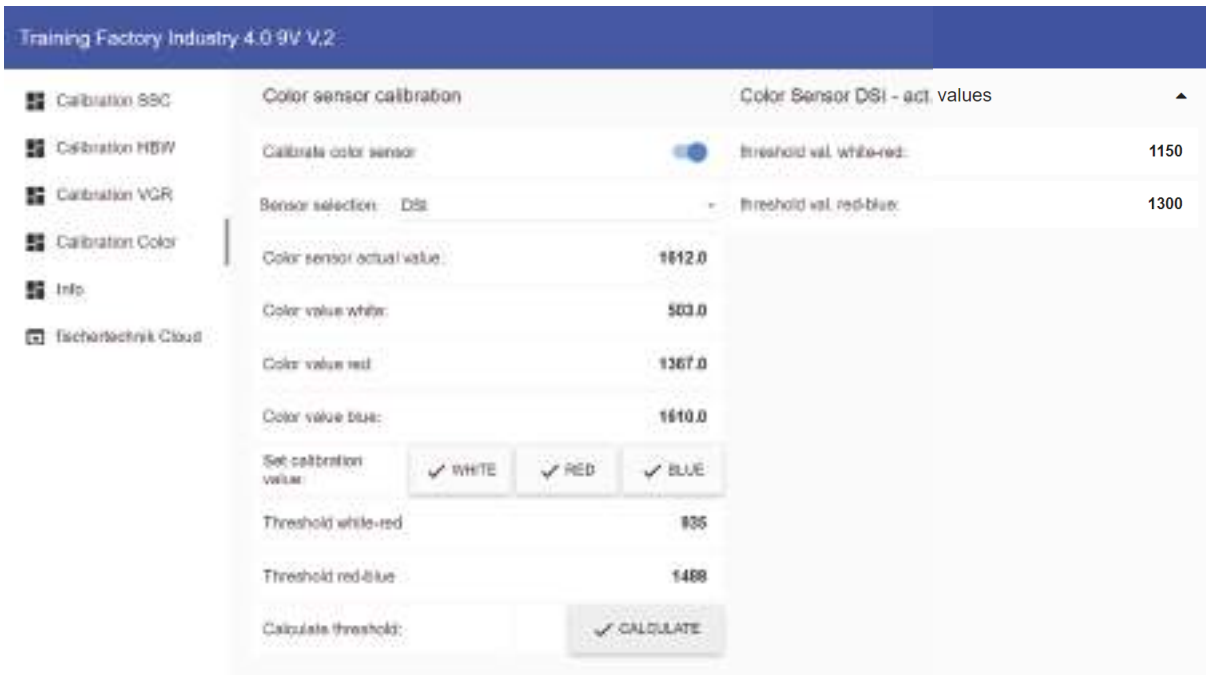 Training Factory Industry 4.0 9V V.2
Calibration SSC
Calibration HBW
Calibration VGR
Calibration Color
Info
fischertechnik Cloud
Color sensor calibration
Calibrate color sensor
Sensor selection DSI
Color sensor actual value: 1612.0
Color value white: 503.0
Color value red 1367.0
Color value blue: 1610.0
Set calibration
value:
WHITE RED BLUE
Threshold white-red 935
Threshold red-blue 1488
Calculate threshold: CALCULATE
Color Sensor DSI - act. values
threshold val. white-red: 1150
threshold val. red-blue: 1300